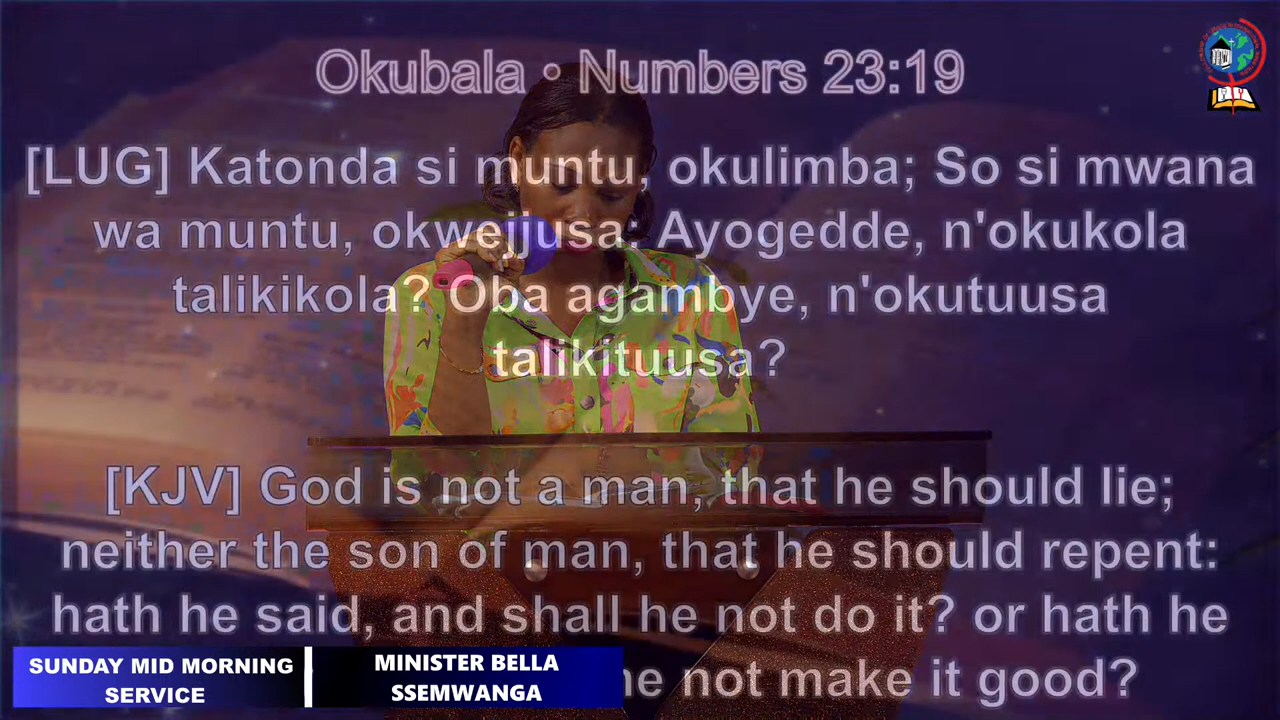 Okubala • Numbers 23:19
[LUG] Katonda si muntu, okulimba; So si mwana
wa muntu, okwejjusa: Ayogedde, n'okukola
talikikola? Oba agambye, n'okutuusa
talikituusa?
[KJV] God is not a man, that he should lie;
neither the son of man, that he should repent:
hath he said, and shall he not do it? or hath he
he not make it good?
SUNDAY MID MORNING
SERVICE
MINISTER BELLA
SSEMWANGA